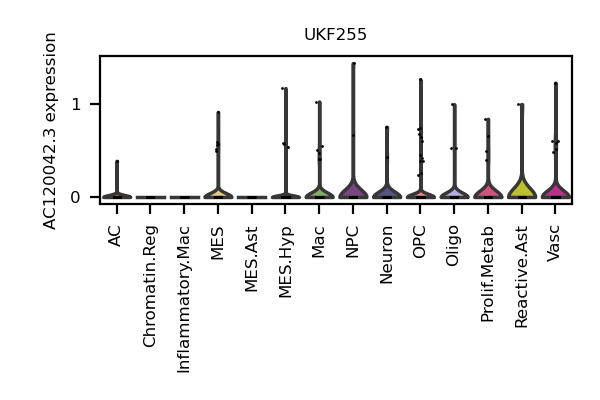 UKF255
AC120042.3 expression
1
0
AC
Chromatin.Reg
Inflammatory.Mac
MES
MES.Ast
MES.Hyp
Mac
NPC
Neuron
OPC
Oligo
Prolif.Metab
Reactive.Ast
Vasc